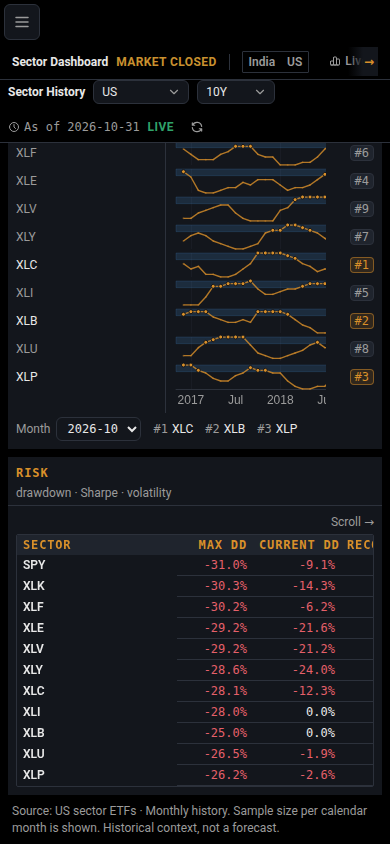 Sector Dashboard MARKET CLOSED India US Liv →
Sector History US 10Y
As of 2026-10-31 LIVE
XLF #6
XLE #4
XLV #9
XLY #7
XLC #1
XLI #5
XLB #2
XLU #8
XLP #3
2017 Jul 2018 Ju
Month 2026-10 #1 XLC #2 XLB #3 XLP
RISK
drawdown · Sharpe · volatility
Scroll →
SECTOR MAX DD CURRENT DD RECO
SPY -31.0% -9.1%
XLK -30.3% -14.3%
XLF -30.2% -6.2%
XLE -29.2% -21.6%
XLV -29.2% -21.2%
XLY -28.6% -24.0%
XLC -28.1% -12.3%
XLI -28.0% 0.0%
XLB -25.0% 0.0%
XLU -26.5% -1.9%
XLP -26.2% -2.6%
Source: US sector ETFs · Monthly history. Sample size per calendar
month is shown. Historical context, not a forecast.